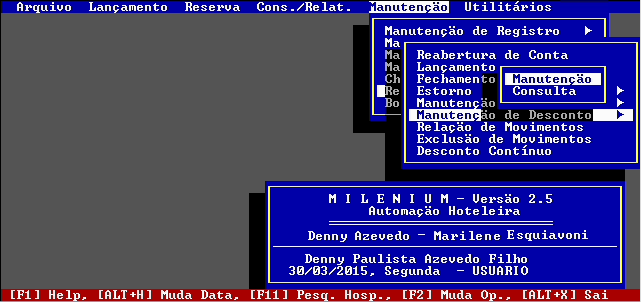 Arquivo Lançamento Reserva Cons./Relat. Manutenção Utilitários
Manutenção de Registro
Ma
Ma
Ma
Ch
Re
Bo
Reabertura de Conta
Lançamento
Fechamento
Estorno
Manutenção
Manutenção de Desconto
Relação de Movimentos
Exclusão de Movimentos
Desconto Contínuo
Manutenção
Consulta
M I L E N I U M - Versão 2.5
Automação Hoteleira
Denny Azevedo - Marilene Esquiavoni
Denny Paulista Azevedo Filho
30/03/2015, Segunda - USUARIO
[F1] Help, [ALT+H] Muda Data, [F11] Pesq. Hosp., [F2] Muda Op., [ALT+X] Sai